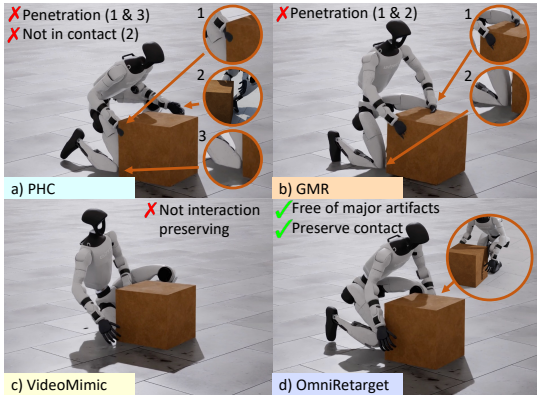 ✗Penetration (1 & 3)
✗Not in contact (2)
1
2
3
a) PHC
✗Penetration (1 & 2)
1
2
b) GMR
✗Not interaction
preserving
c) VideoMimic
✓Free of major artifacts
✓Preserve contact
d) OmniRetarget